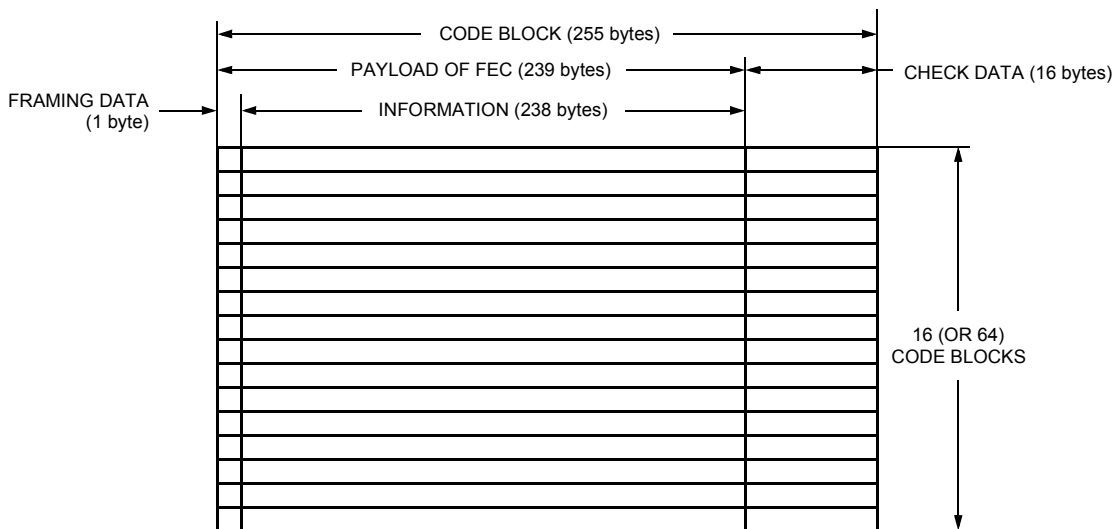 CODE BLOCK (255 bytes)
PAYLOAD OF FEC (239 bytes)
CHECK DATA (16 bytes)
FRAMING DATA
(1 byte)
INFORMATION (238 bytes)
16 (OR 64)
CODE BLOCKS